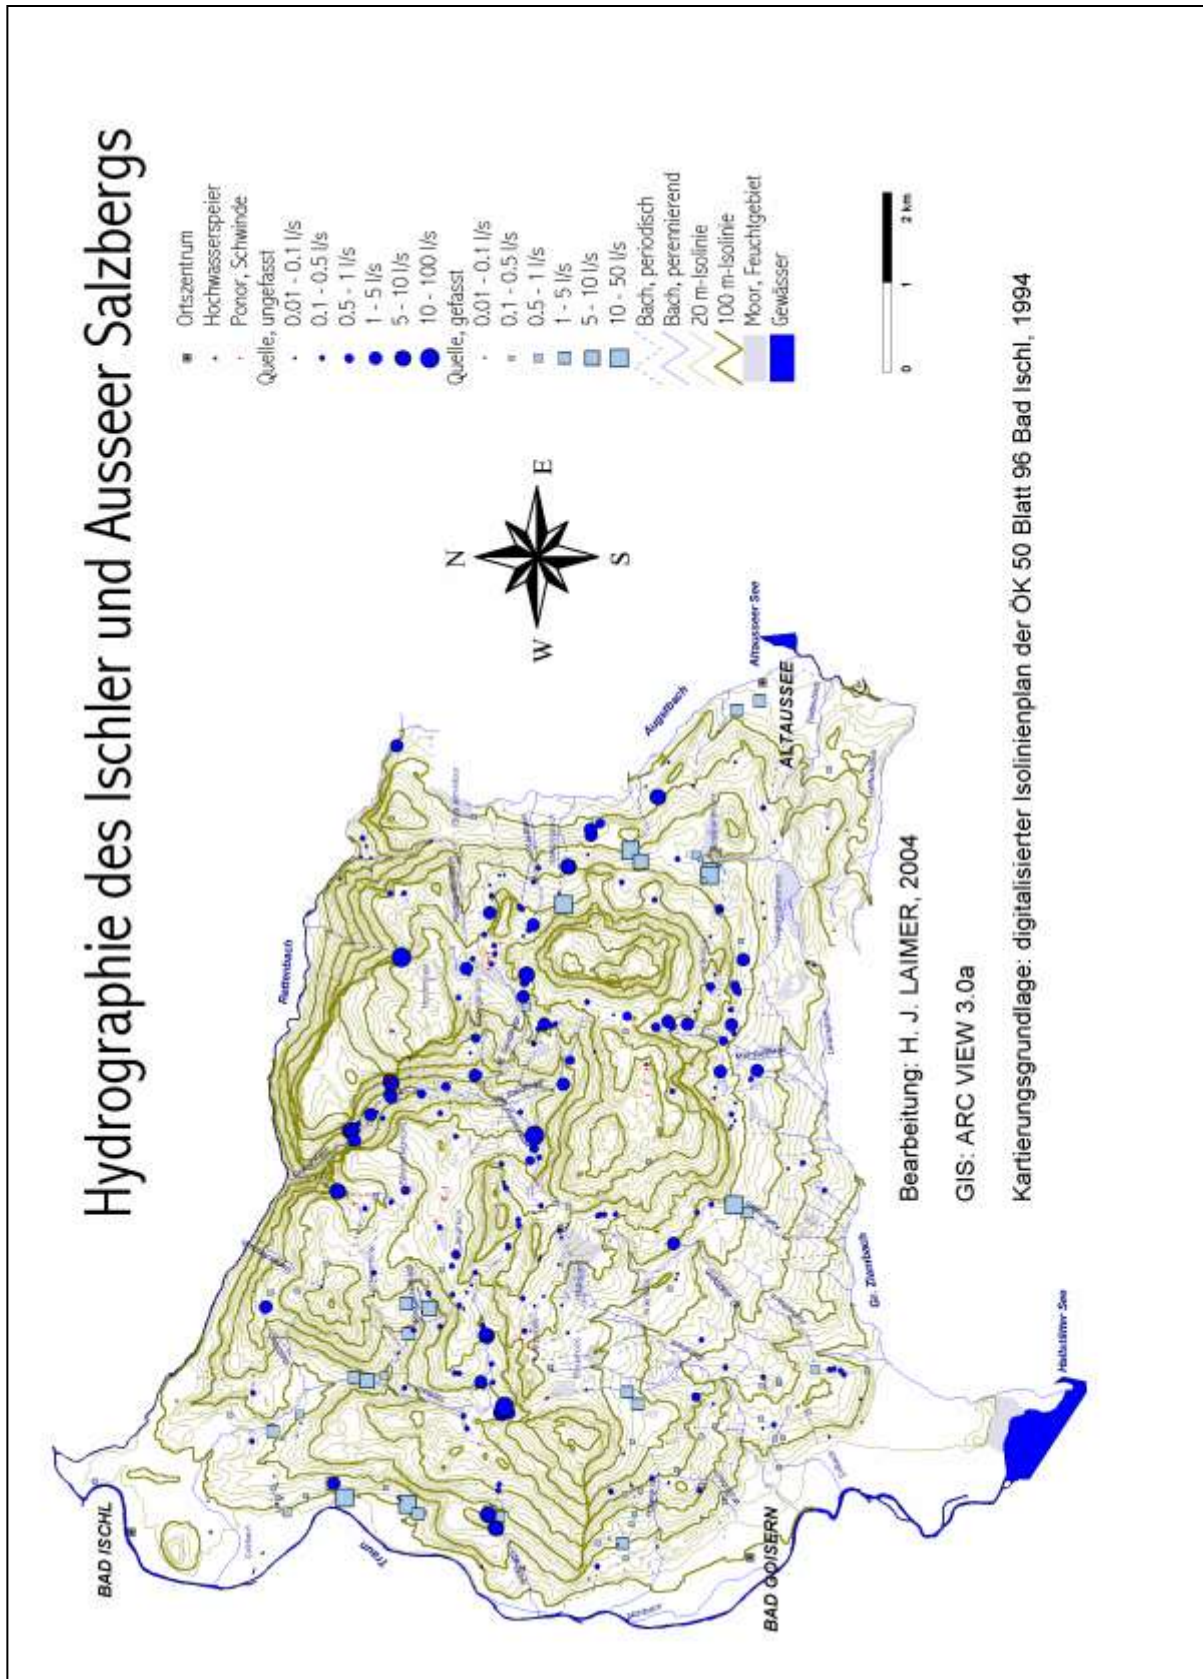 Hydrographie des Ischler und Ausseer Salzbergs
Ortszentrum
Hochwasserspeier
Ponor, Schwinde
Quelle, ungefasst
0.01 - 0.1 l/s
0.1 - 0.5 l/s
0.5 - 1 l/s
1 - 5 l/s
5 - 10 l/s
10 - 100 l/s
Quelle, gefasst
0.01 - 0.1 l/s
0.1 - 0.5 l/s
0.5 - 1 l/s
1 - 5 l/s
5 - 10 l/s
10 - 50 l/s
Bach, periodisch
Bach, perennierend
20 m-Isolinie
100 m-Isolinie
Moor, Feuchtgebiet
Gewässer
0 1 2 km
N
W E
S
BAD ISCHL
Traun
Rettenbach
Augstbach
Altausseer See
ALTAUSSEE
BAD GOISERN
Gr. Zlambach
Hallstätter See
Bearbeitung: H. J. LAIMER, 2004
GIS: ARC VIEW 3.0a
Kartierungsgrundlage: digitalisierter Isolinienplan der ÖK 50 Blatt 96 Bad Ischl, 1994